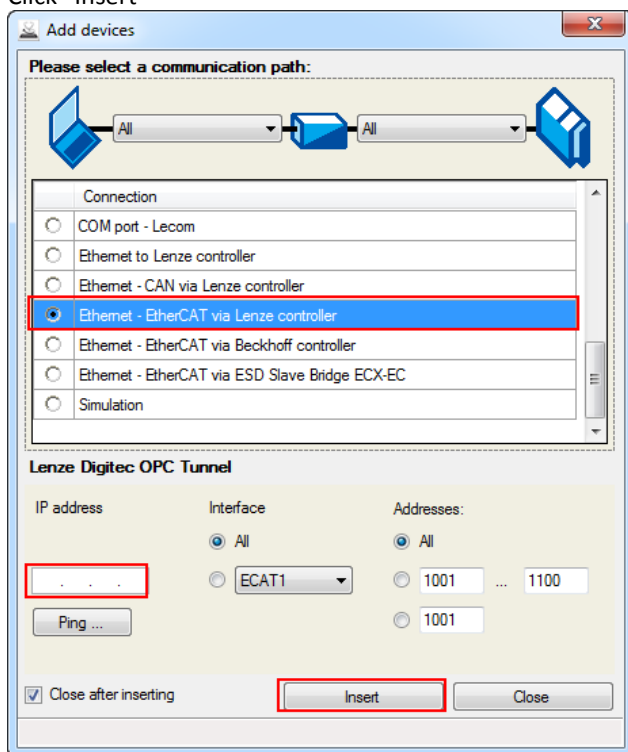 Click "Insert"
Add devices
Please select a communication path:
All All
Connection
COM port - Lecom
Ethernet to Lenze controller
Ethernet - CAN via Lenze controller
Ethernet - EtherCAT via Lenze controller
Ethernet - EtherCAT via Beckhoff controller
Ethernet - EtherCAT via ESD Slave Bridge ECX-EC
Simulation
Lenze Digitec OPC Tunnel
IP address Interface Addresses:
All All
. . . ECAT1 1001 ... 1100
Ping ... 1001
Close after inserting Insert Close